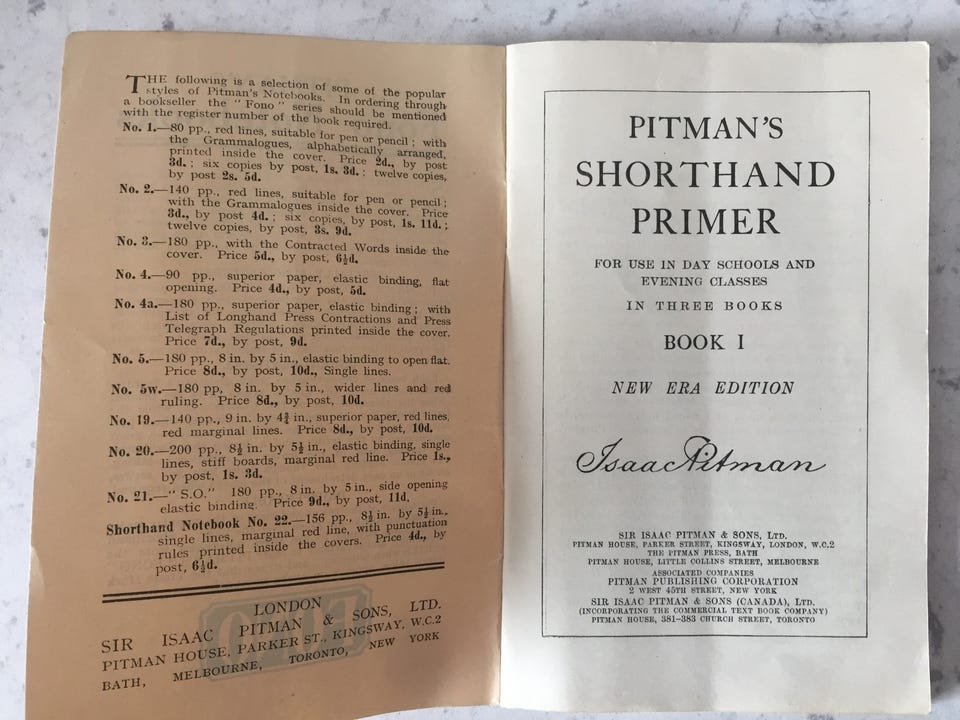 THE following is a selection of some of the popular
styles of Pitman's Notebooks. In ordering through
a bookseller the "Fono" series should be mentioned
with the register number of the book required.
No. 1.—80 pp., red lines, suitable for pen or pencil; with
the Grammalogues, alphabetically arranged,
printed inside the cover. Price 2d., by post
3d.; six copies by post, 1s. 3d.; twelve copies,
by post 2s. 5d.
No. 2.—140 pp., red lines, suitable for pen or pencil;
with the Grammalogues inside the cover. Price
3d., by post 4d.; six copies, by post, 1s. 11d.;
twelve copies, by post, 3s. 9d.
No. 3.—180 pp., with the Contracted Words inside the
cover. Price 5d., by post, 6½d.
No. 4.—90 pp., superior paper, elastic binding, flat
opening. Price 4d., by post, 5d.
No. 4a.—180 pp., superior paper, elastic binding; with
List of Longhand Press Contractions and Press
Telegraph Regulations printed inside the cover.
Price 7d., by post, 9d.
No. 5.—180 pp., 8 in. by 5 in., elastic binding to open flat.
Price 8d., by post, 10d., Single lines.
No. 5w.—180 pp, 8 in. by 5 in., wider lines and red
ruling. Price 8d., by post, 10d.
No. 19.—140 pp., 9 in. by 4¾ in., superior paper, red lines,
red marginal lines. Price 8d., by post, 10d.
No. 20.—200 pp., 8½ in. by 5½ in., elastic binding, single
lines, stiff boards, marginal red line. Price 1s.,
by post, 1s. 3d.
No. 21.—"S.O." 180 pp., 8 in. by 5 in., side opening
elastic binding. Price 9d., by post, 11d.
Shorthand Notebook No. 22.—156 pp., 8½ in. by 5½ in.,
single lines, marginal red line, with punctuation
rules printed inside the covers. Price 4d., by
post, 6½d.
LONDON
SIR ISAAC PITMAN & SONS, LTD.
PITMAN HOUSE, PARKER ST., KINGSWAY, W.C.2
BATH, MELBOURNE, TORONTO, NEW YORK
PITMAN'S
SHORTHAND
PRIMER
FOR USE IN DAY SCHOOLS AND
EVENING CLASSES
IN THREE BOOKS
BOOK I
NEW ERA EDITION
Isaac Pitman
SIR ISAAC PITMAN & SONS, LTD.
PITMAN HOUSE, PARKER STREET, KINGSWAY, LONDON, W.C.2
THE PITMAN PRESS, BATH
PITMAN HOUSE, LITTLE COLLINS STREET, MELBOURNE
ASSOCIATED COMPANIES
PITMAN PUBLISHING CORPORATION
2 WEST 45TH STREET, NEW YORK
SIR ISAAC PITMAN & SONS (CANADA), LTD.
(INCORPORATING THE COMMERCIAL TEXT BOOK COMPANY)
PITMAN HOUSE, 381–383 CHURCH STREET, TORONTO